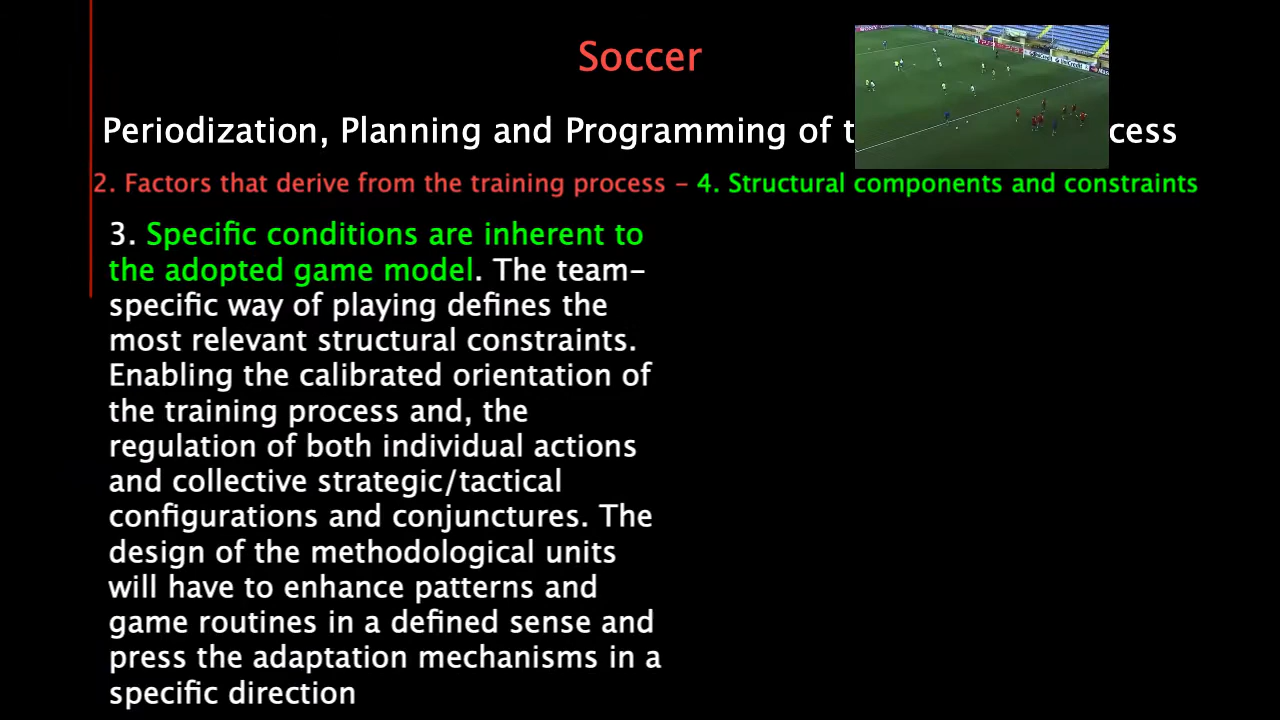 Soccer
Periodization, Planning and Programming of t cess
2. Factors that derive from the training process – 4. Structural components and constraints
3. Specific conditions are inherent to
the adopted game model. The team–
specific way of playing defines the
most relevant structural constraints.
Enabling the calibrated orientation of
the training process and, the
regulation of both individual actions
and collective strategic/tactical
configurations and conjunctures. The
design of the methodological units
will have to enhance patterns and
game routines in a defined sense and
press the adaptation mechanisms in a
specific direction